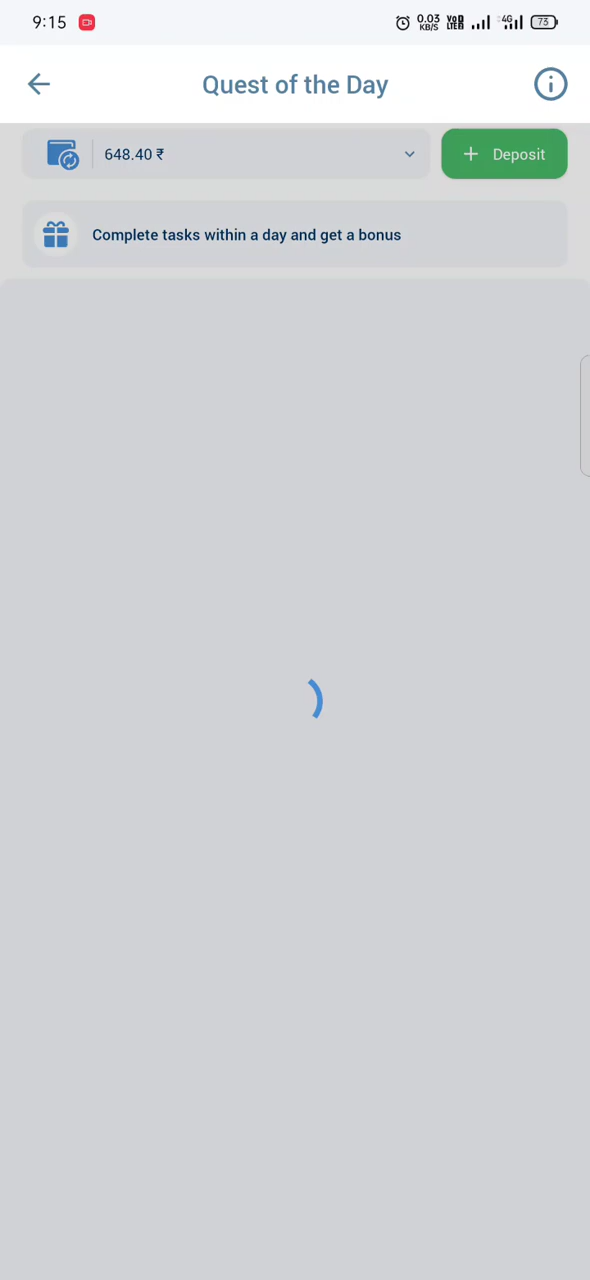 9:15
0.03
KB/S
4G
73
Quest of the Day
648.40 ₹
+ Deposit
Complete tasks within a day and get a bonus